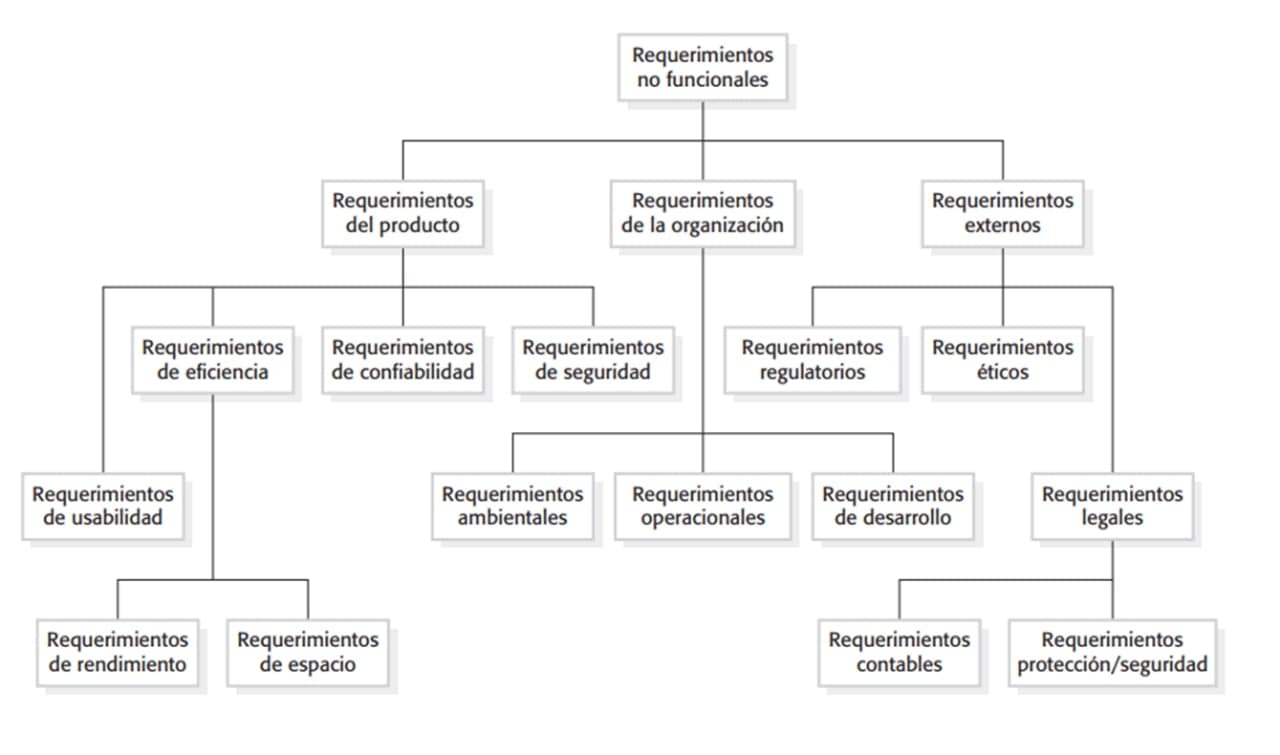 Requerimientos
no funcionales
Requerimientos
del producto
Requerimientos
de la organización
Requerimientos
externos
Requerimientos
de eficiencia
Requerimientos
de confiabilidad
Requerimientos
de seguridad
Requerimientos
regulatorios
Requerimientos
éticos
Requerimientos
de usabilidad
Requerimientos
ambientales
Requerimientos
operacionales
Requerimientos
de desarrollo
Requerimientos
legales
Requerimientos
de rendimiento
Requerimientos
de espacio
Requerimientos
contables
Requerimientos
protección/seguridad